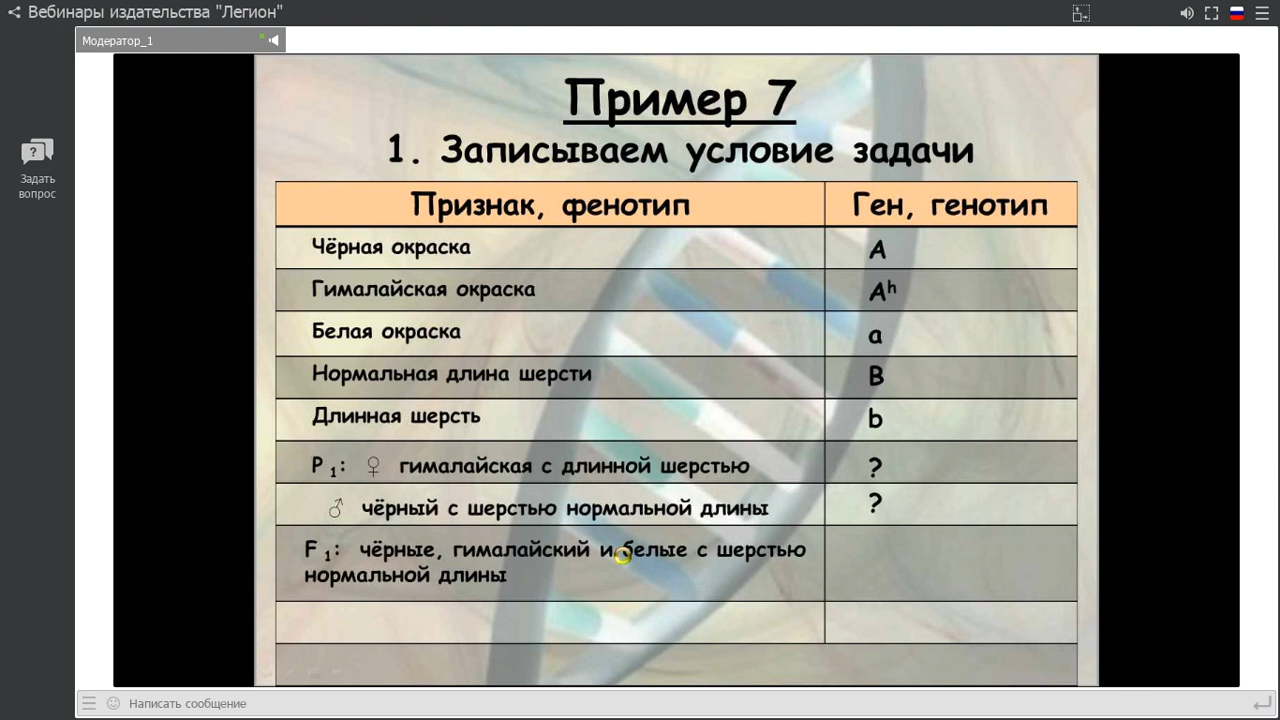 Вебинары издательства "Легион"
Модератор_1
Задать
вопрос
Пример 7
1. Записываем условие задачи
Признак, фенотип Ген, генотип
Чёрная окраска A
Гималайская окраска Aʰ
Белая окраска a
Нормальная длина шерсти B
Длинная шерсть b
P₁: ♀ гималайская с длинной шерстью ?
♂ чёрный с шерстью нормальной длины ?
F₁: чёрные, гималайский и белые с шерстью
нормальной длины
Написать сообщение